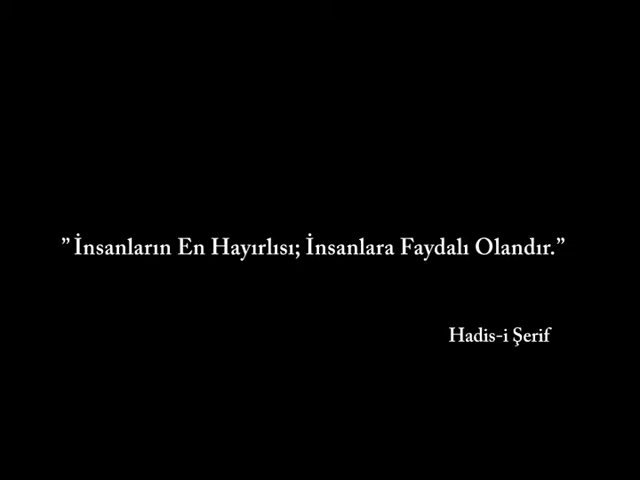 ”İnsanların En Hayırlısı; İnsanlara Faydalı Olandır.”
Hadis-i Şerif